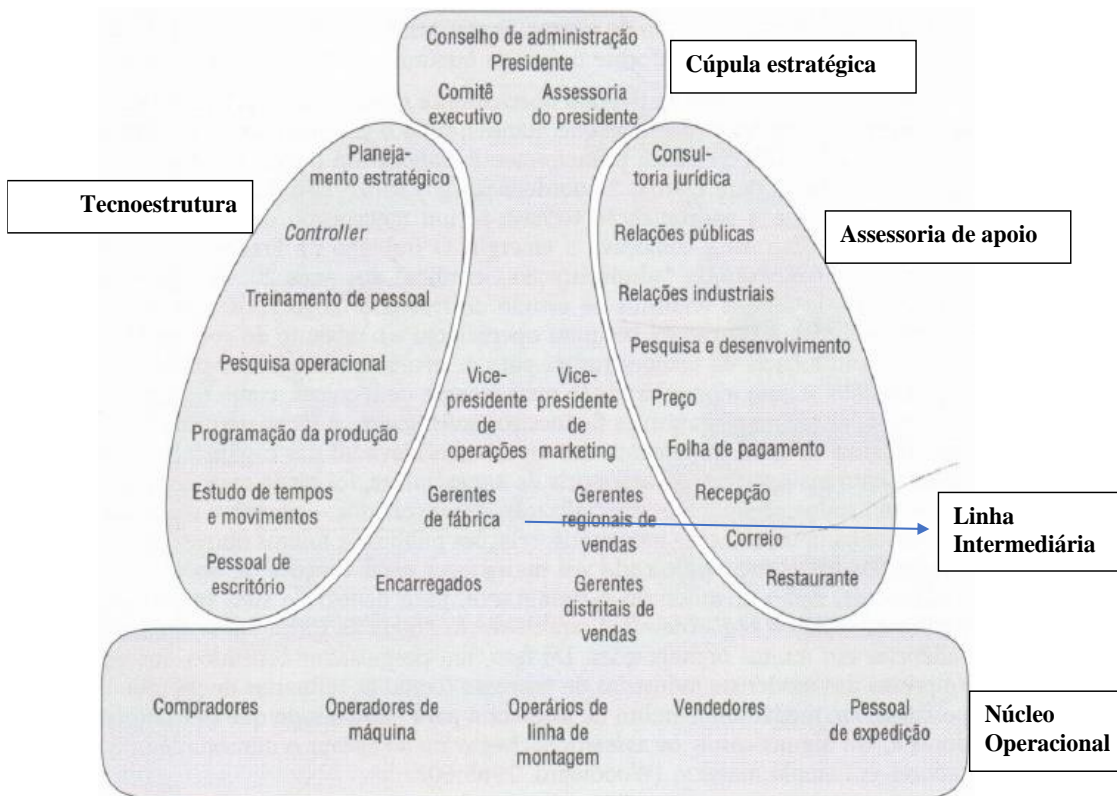 Conselho de administração
Presidente
Comitê
executivo
Assessoria
do presidente
Cúpula estratégica
Planeja-
mento estratégico
Controller
Treinamento de pessoal
Pesquisa operacional
Programação da produção
Estudo de tempos
e movimentos
Pessoal de
escritório
Tecnoestrutura
Vice-
presidente
de
operações
Vice-
presidente
de
marketing
Gerentes
de fábrica
Gerentes
regionais de
vendas
Encarregados
Gerentes
distritais de
vendas
Consul-
toria jurídica
Relações públicas
Relações industriais
Pesquisa e desenvolvimento
Preço
Folha de pagamento
Recepção
Correio
Restaurante
Assessoria de apoio
Linha
Intermediária
Compradores
Operadores de
máquina
Operários de
linha de
montagem
Vendedores
Pessoal
de expedição
Núcleo
Operacional